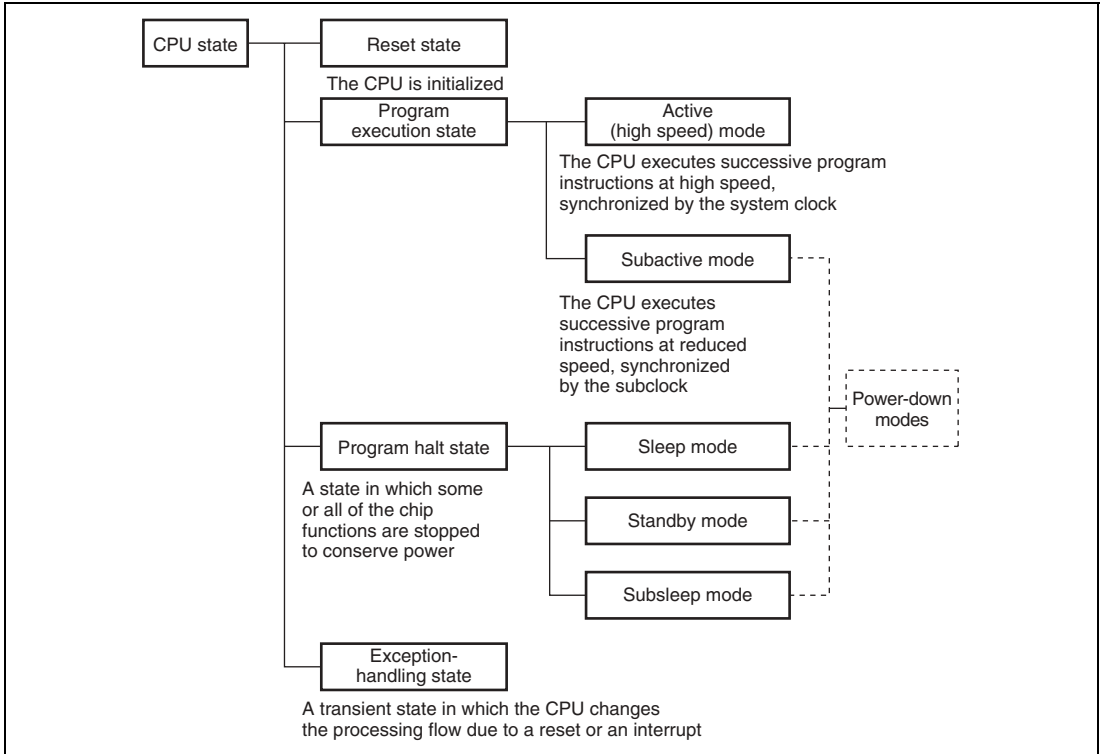 CPU state
Reset state
The CPU is initialized
Program
execution state
Active
(high speed) mode
The CPU executes successive program
instructions at high speed,
synchronized by the system clock
Subactive mode
The CPU executes
successive program
instructions at reduced
speed, synchronized
by the subclock
Power-down
modes
Program halt state
Sleep mode
A state in which some
or all of the chip
functions are stopped
to conserve power
Standby mode
Subsleep mode
Exception-
handling state
A transient state in which the CPU changes
the processing flow due to a reset or an interrupt